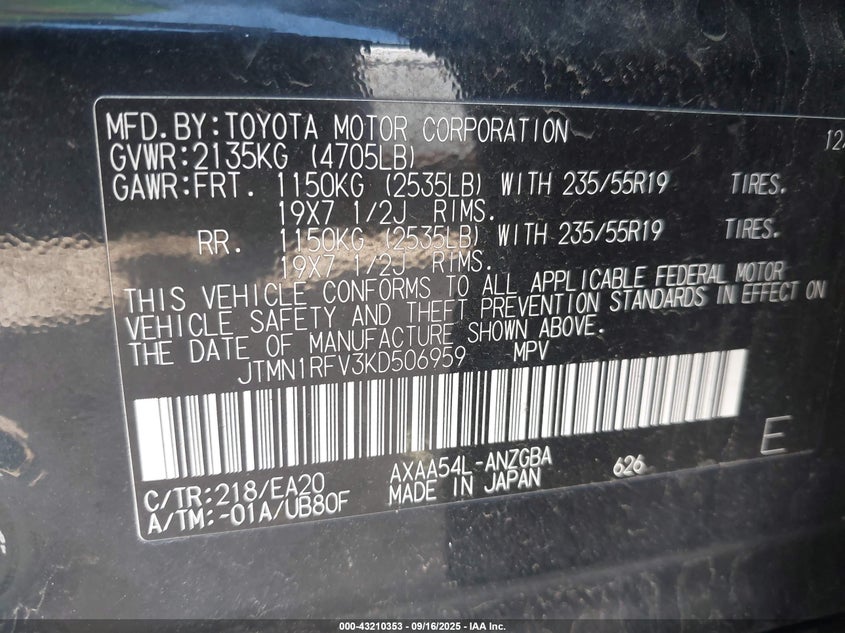 MFD.BY:TOYOTA MOTOR CORPORATION
GVWR:2135KG (4705LB)
GAWR:FRT. 1150KG (2535LB) WITH 235/55R19 TIRES.
19X7 1/2J RIMS.
RR. 1150KG (2535LB) WITH 235/55R19 TIRES.
19X7 1/2J RIMS.
THIS VEHICLE CONFORMS TO ALL APPLICABLE FEDERAL MOTOR
VEHICLE SAFETY AND THEFT PREVENTION STANDARDS IN EFFECT ON
THE DATE OF MANUFACTURE SHOWN ABOVE.
JTMN1RFV3KD506959 MPV
E
C/TR:218/EA20 AXAA54L-ANZGBA 626
A/TM:-01A/UB80F MADE IN JAPAN
000-43210353 - 09/16/2025 - IAA Inc.